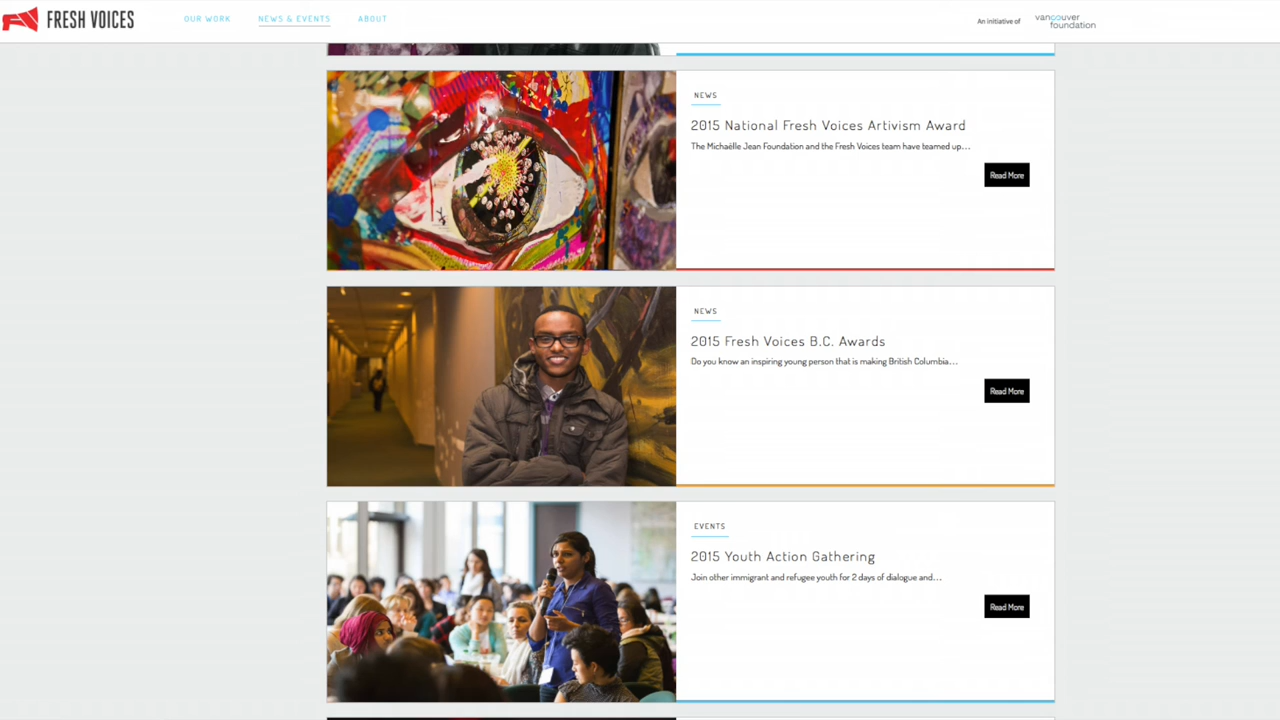 FRESH VOICES
OUR WORK
NEWS & EVENTS
ABOUT
An initiative of
vancouver
foundation
NEWS
2015 National Fresh Voices Artivism Award
The Michaëlle Jean Foundation and the Fresh Voices team have teamed up...
Read More
NEWS
2015 Fresh Voices B.C. Awards
Do you know an inspiring young person that is making British Columbia...
Read More
EVENTS
2015 Youth Action Gathering
Join other immigrant and refugee youth for 2 days of dialogue and...
Read More